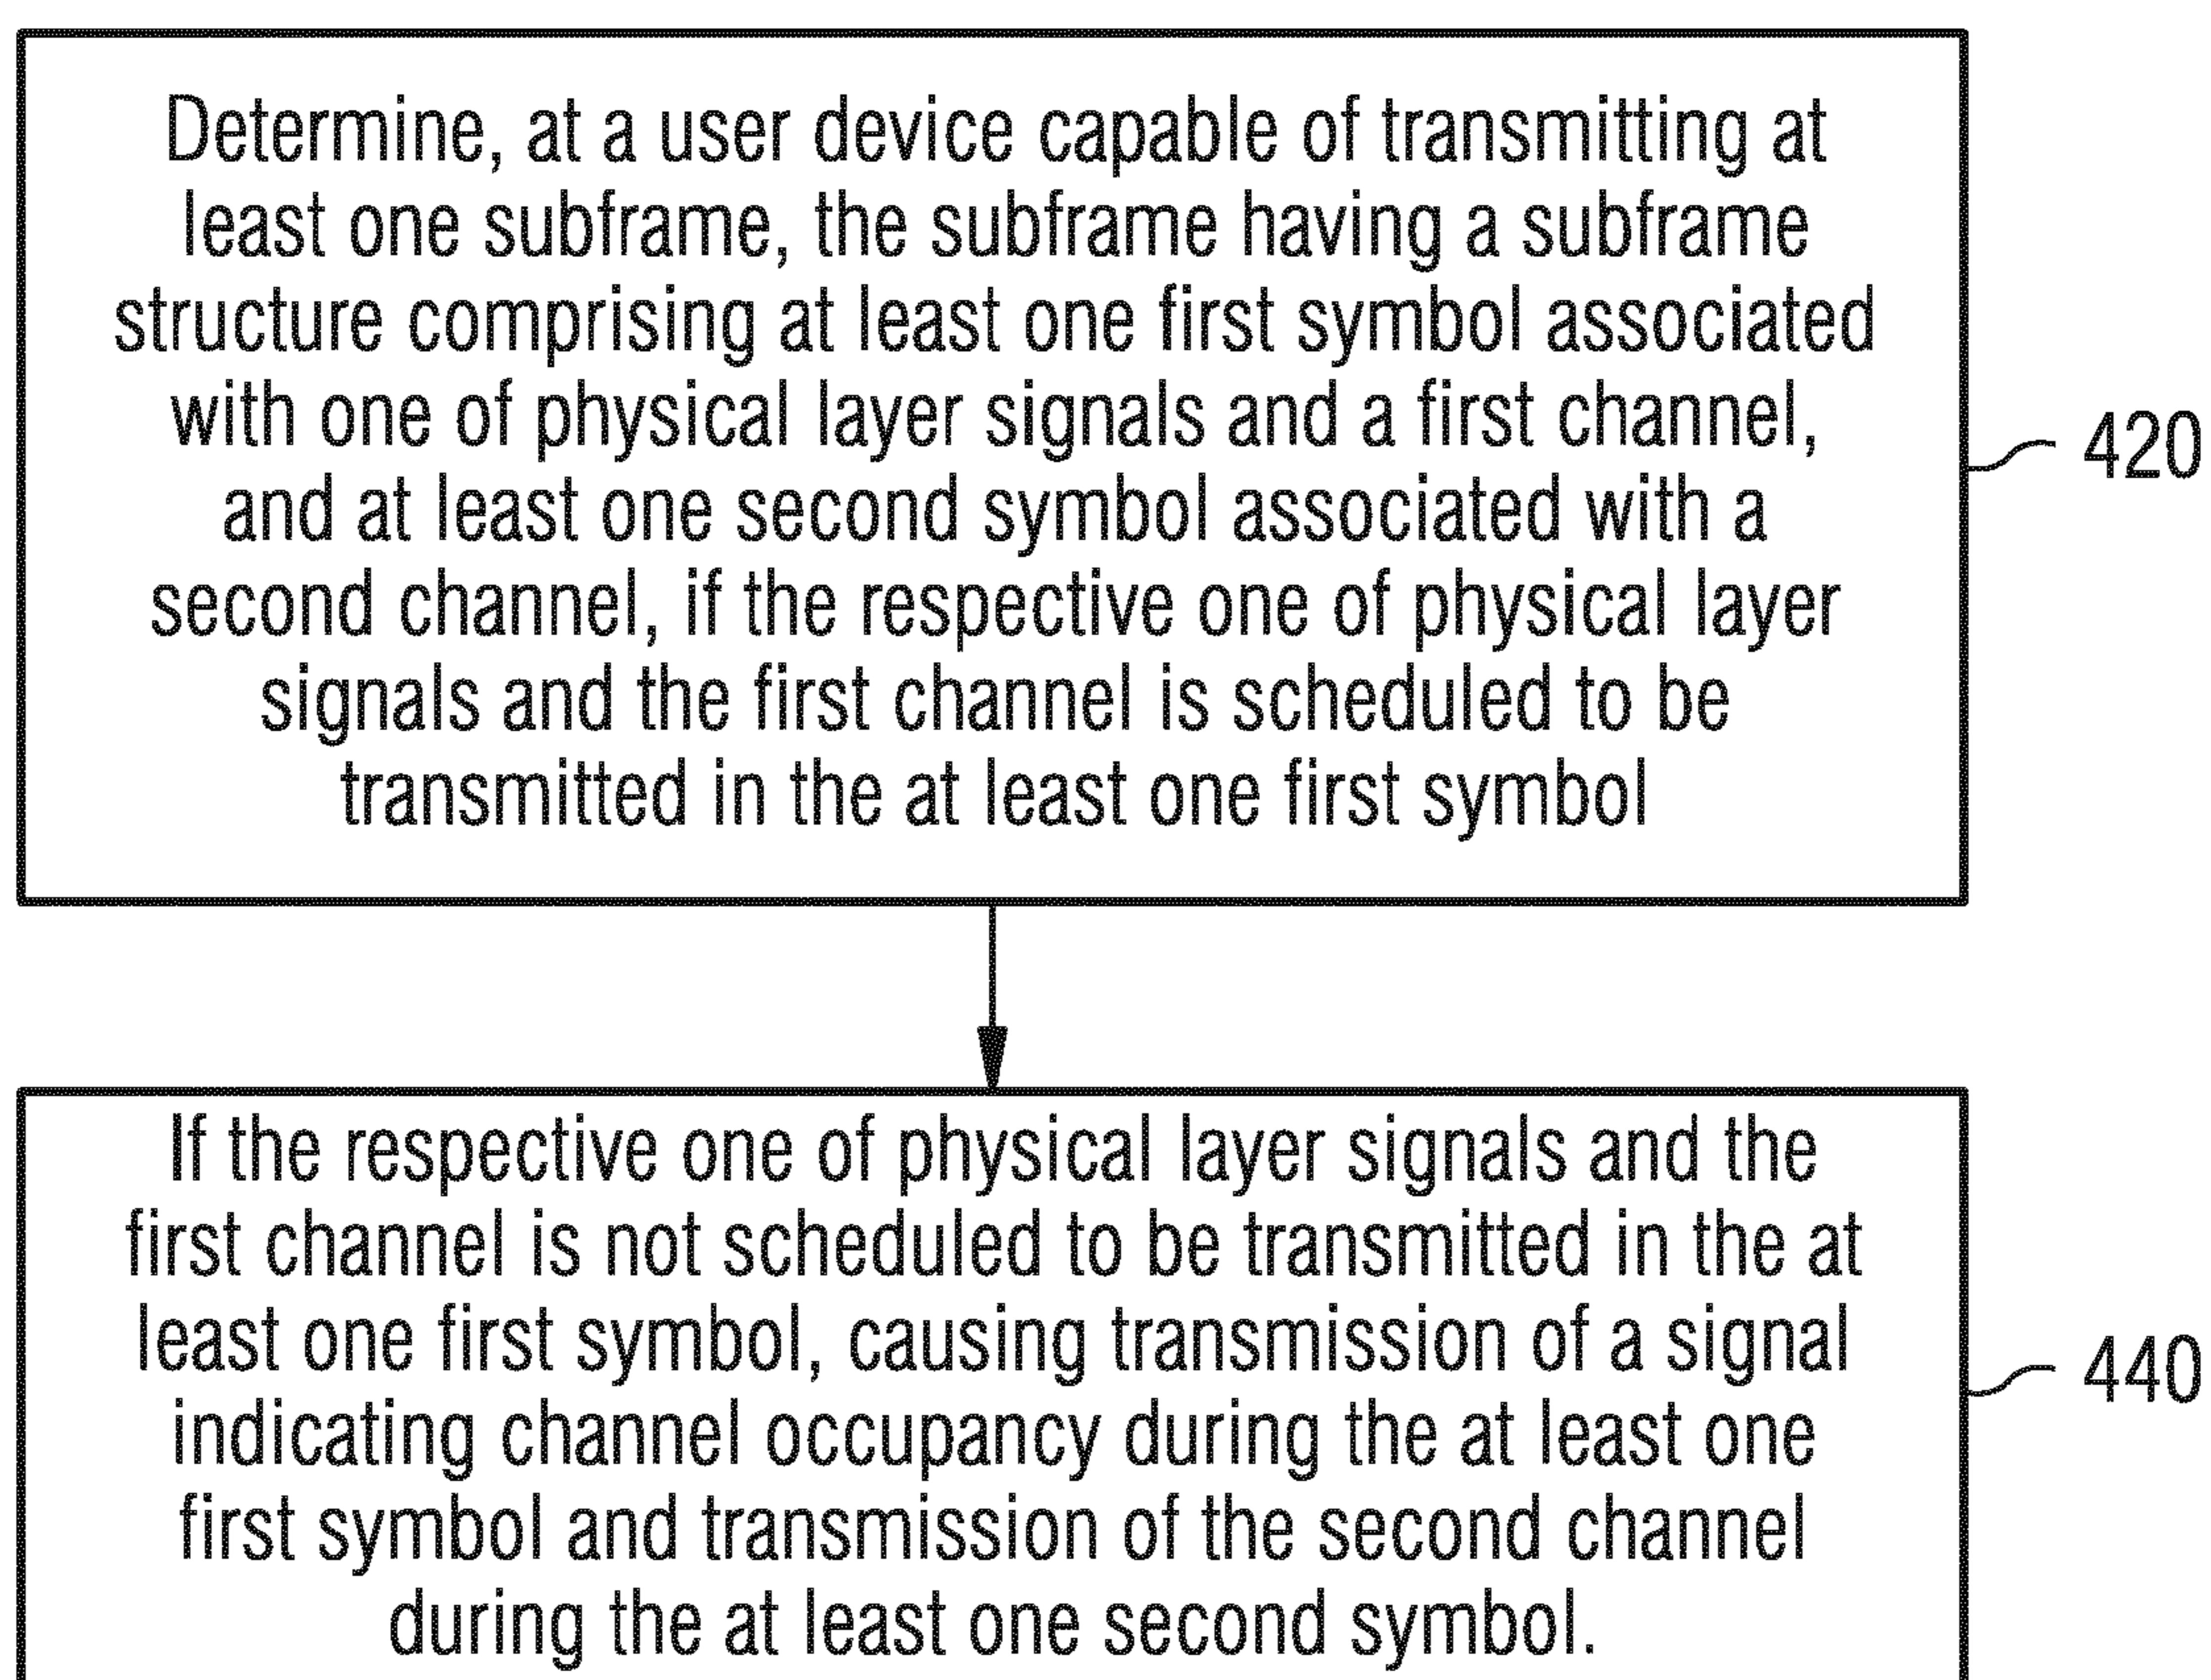 Determine, at a user device capable of transmitting at
least one subframe, the subframe having a subframe
structure comprising at least one first symbol associated
with one of physical layer signals and a first channel,
and at least one second symbol associated with a
second channel, if the respective one of physical layer
signals and the first channel is scheduled to be
transmitted in the at least one first symbol
420
If the respective one of physical layer signals and the
first channel is not scheduled to be transmitted in the at
least one first symbol, causing transmission of a signal
indicating channel occupancy during the at least one
first symbol and transmission of the second channel
during the at least one second symbol.
440